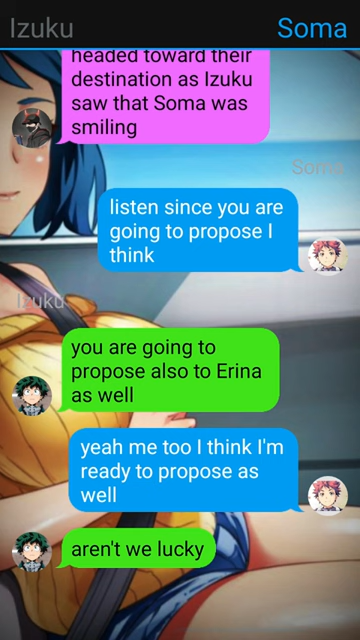 Izuku
Soma
headed toward their
destination as Izuku
saw that Soma was
smiling
Soma
listen since you are
going to propose I
think
Izuku
you are going to
propose also to Erina
as well
yeah me too I think I'm
ready to propose as
well
aren't we lucky